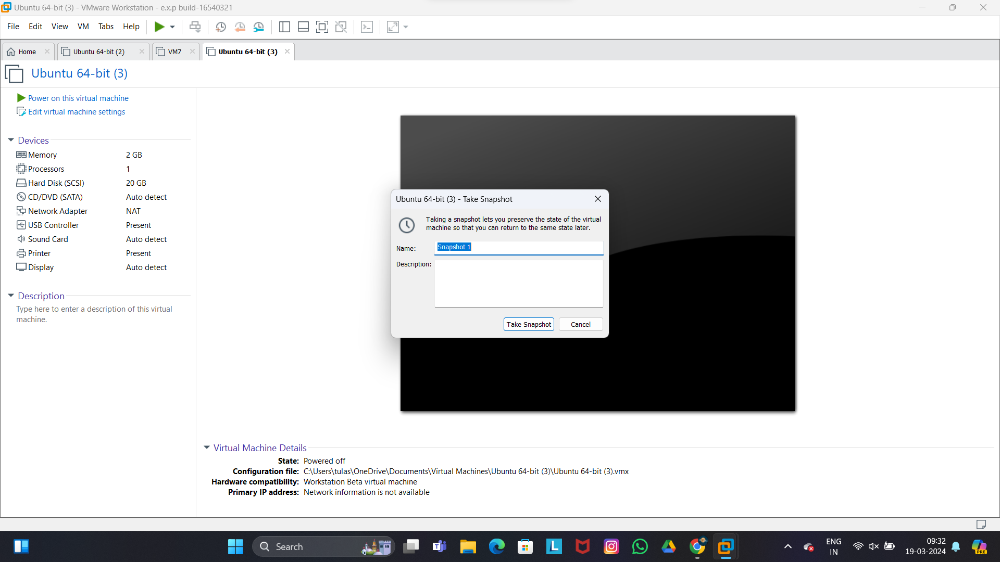 Ubuntu 64-bit (3) - VMware Workstation - e.x.p build-16540321
File Edit View VM Tabs Help
Home Ubuntu 64-bit (2) VM7 Ubuntu 64-bit (3)
Ubuntu 64-bit (3)
Power on this virtual machine
Edit virtual machine settings
Devices
Memory 2 GB
Processors 1
Hard Disk (SCSI) 20 GB
CD/DVD (SATA) Auto detect
Network Adapter NAT
USB Controller Present
Sound Card Auto detect
Printer Present
Display Auto detect
Description
Type here to enter a description of this virtual
machine.
Ubuntu 64-bit (3) - Take Snapshot
Taking a snapshot lets you preserve the state of the virtual
machine so that you can return to the same state later.
Name: Snapshot 1
Description:
Take Snapshot Cancel
Virtual Machine Details
State: Powered off
Configuration file: C:\Users\tulas\OneDrive\Documents\Virtual Machines\Ubuntu 64-bit (3)\Ubuntu 64-bit (3).vmx
Hardware compatibility: Workstation Beta virtual machine
Primary IP address: Network information is not available
Search
T
L
ENG
IN
09:32
19-03-2024
PRE